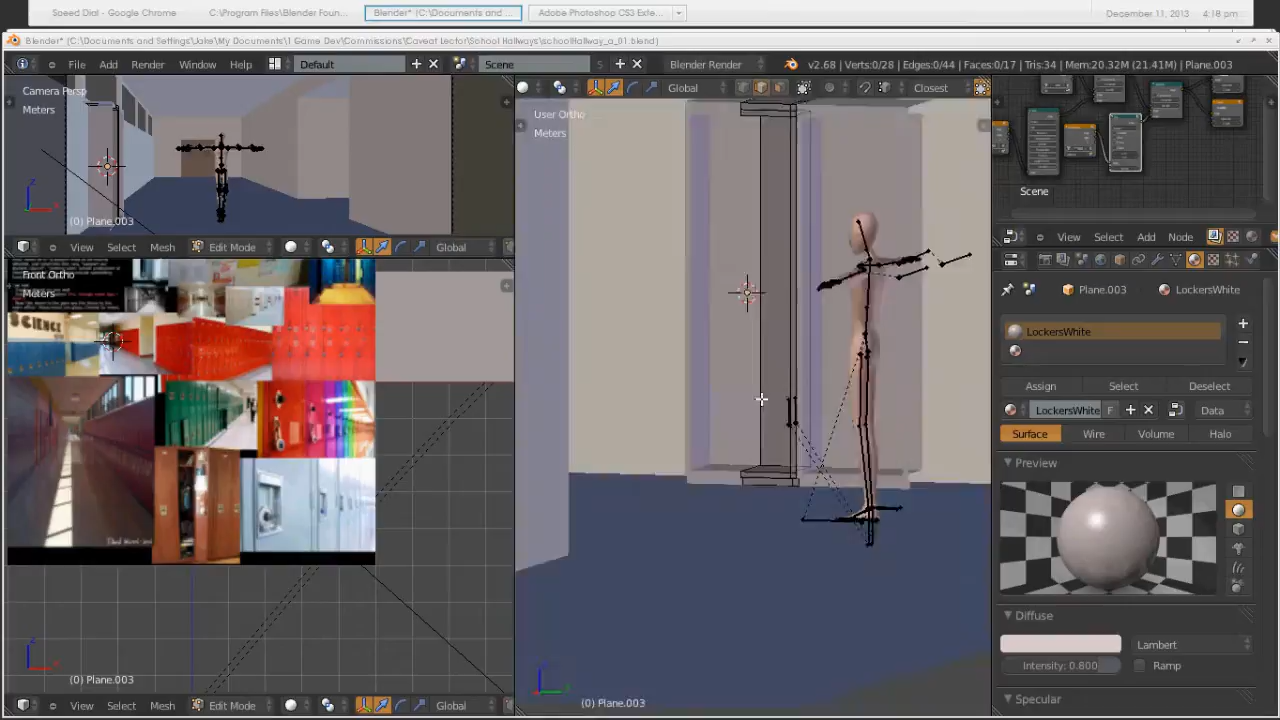 Speed Dial - Google Chrome
C:\Program Files\Blender Foun...
Blender* (C:\Documents and ...
Adobe Photoshop CS3 Exte...
December 11, 2013
4:18 pm
Blender* (C:\Documents and Settings\Jake\My Documents\1 Game Dev\Commissions\Caveat Lector\School Hallways\schoolHallway_a_01.blend)
File Add Render Window Help
Default
Scene
S
Blender Render
v2.68 | Verts:0/28 | Edges:0/44 | Faces:0/17 | Tris:34 | Mem:20.32M (21.41M) | Plane.003
Camera Persp
Meters
(0) Plane.003
View Select Mesh
Edit Mode
Global
Front Ortho
Meters
SCIENCE
(0) Plane.003
View Select Mesh
Edit Mode
Global
Global
Closest
User Ortho
Meters
(0) Plane.003
Scene
View Select Add Node
Plane.003
LockersWhite
LockersWhite
Assign Select Deselect
LockersWhite F
Data
Surface Wire Volume Halo
Preview
Diffuse
Lambert
Intensity: 0.800
Ramp
Specular